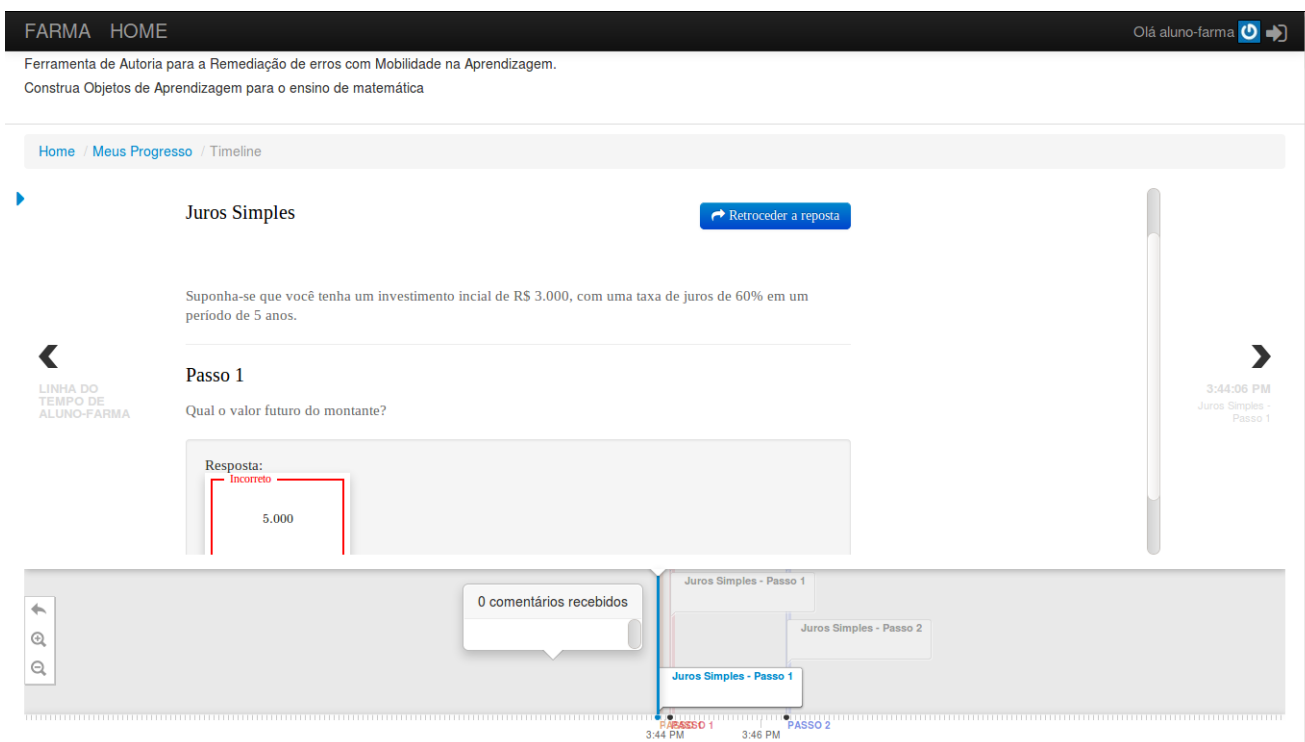 FARMA HOME
Olá aluno-farma
Ferramenta de Autoria para a Remediação de erros com Mobilidade na Aprendizagem.
Construa Objetos de Aprendizagem para o ensino de matemática
Home / Meus Progresso / Timeline
Juros Simples
Retroceder a reposta
Suponha-se que você tenha um investimento incial de R$ 3.000, com uma taxa de juros de 60% em um
período de 5 anos.
Passo 1
Qual o valor futuro do montante?
LINHA DO
TEMPO DE
ALUNO-FARMA
3:44:06 PM
Juros Simples -
Passo 1
Resposta:
Incorreto
5.000
Juros Simples - Passo 1
0 comentários recebidos
Juros Simples - Passo 2
Juros Simples - Passo 1
PASSO 1
PASSO 2
3:44 PM
3:46 PM